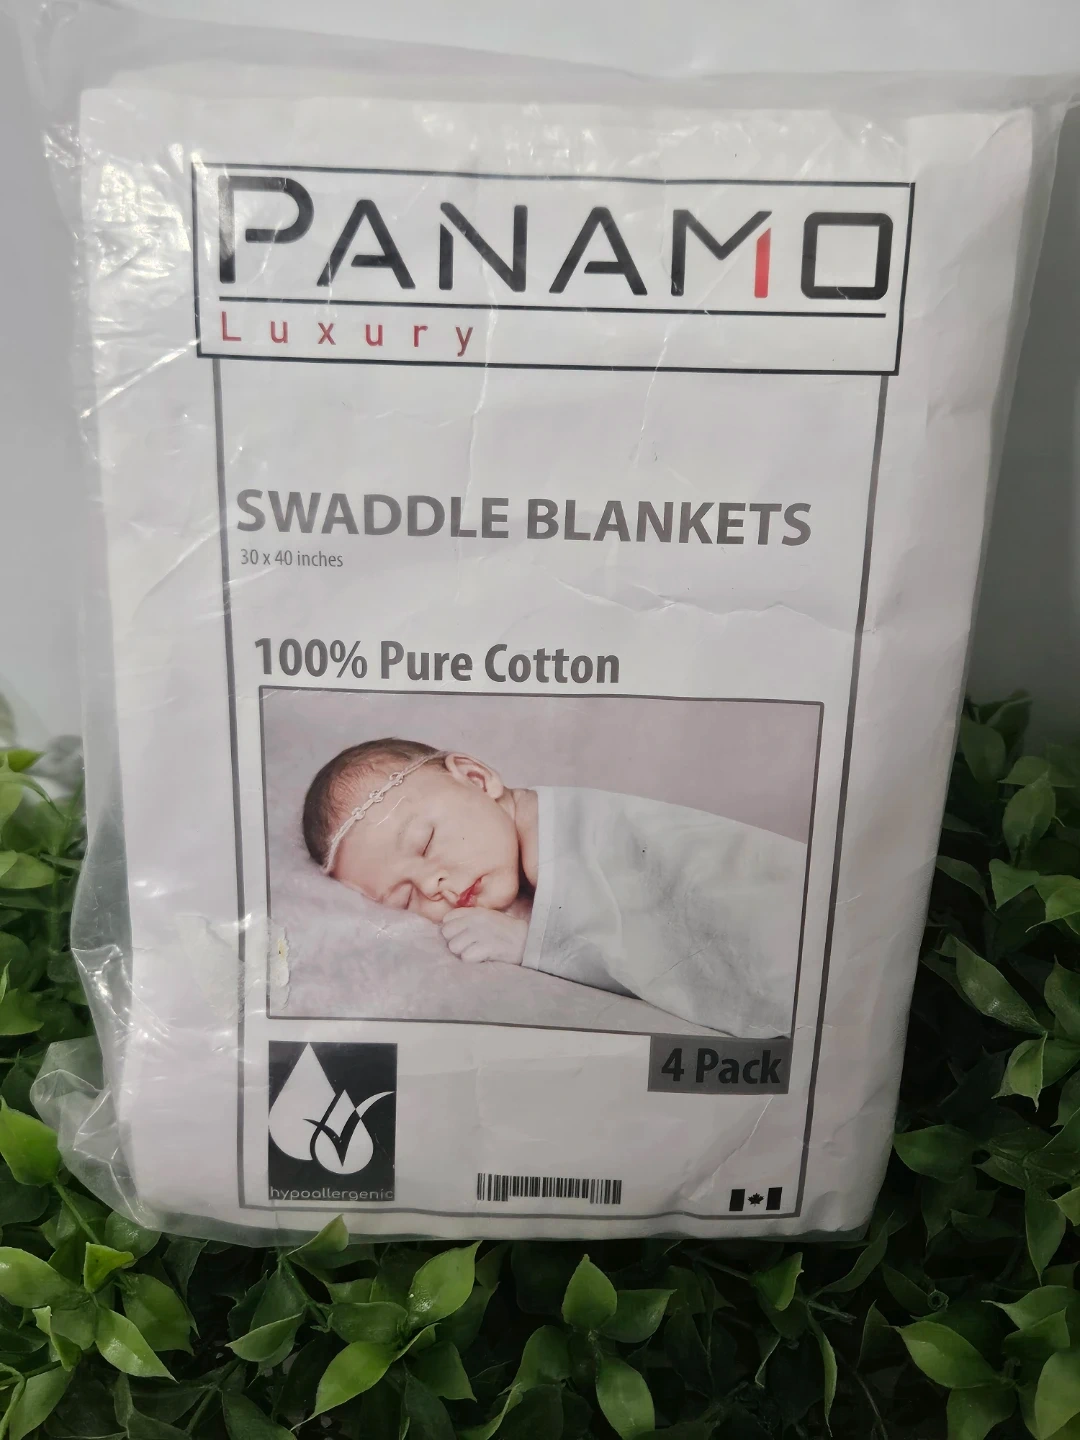 PANAMO
Luxury
SWADDLE BLANKETS
30 x 40 inches
100% Pure Cotton
4 Pack
hypoallergenic